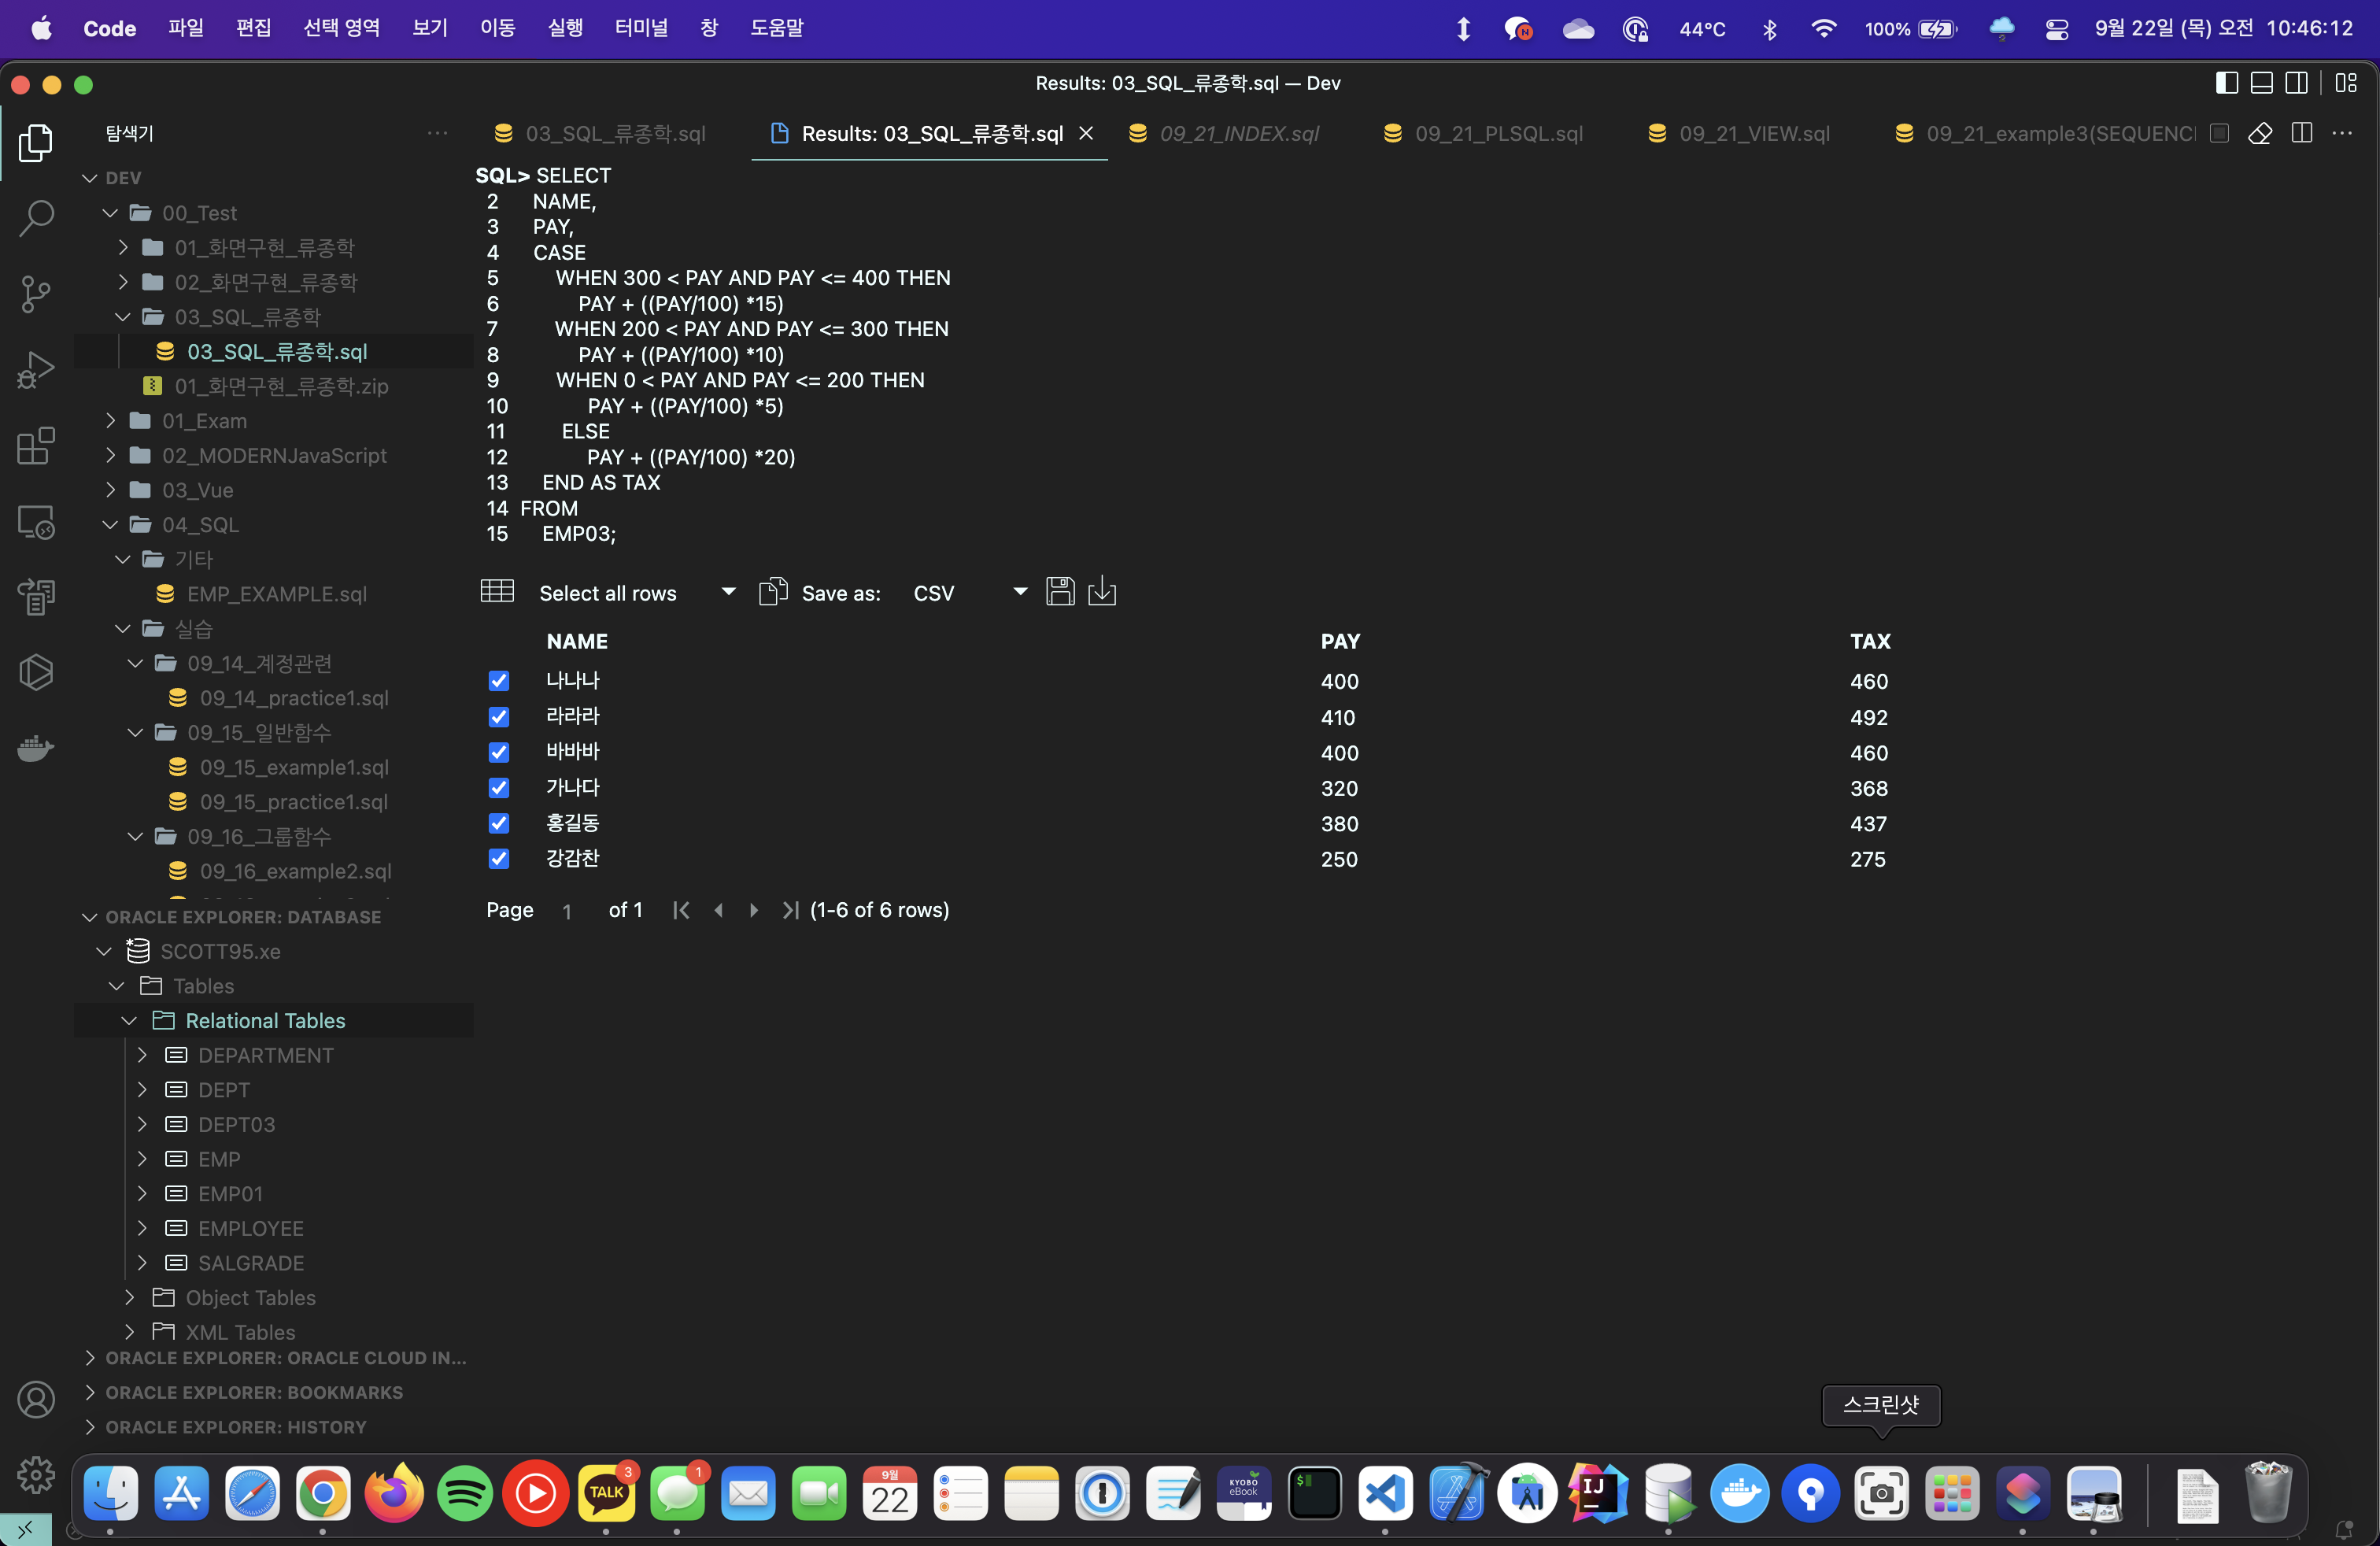 Code 파일 편집 선택 영역 보기 이동 실행 터미널 창 도움말 44°C 100% 9월 22일 (목) 오전 10:46:12
Results: 03_SQL_류종학.sql — Dev
탐색기
03_SQL_류종학.sql Results: 03_SQL_류종학.sql 09_21_INDEX.sql 09_21_PLSQL.sql 09_21_VIEW.sql 09_21_example3(SEQUENC
DEV
00_Test
01_화면구현_류종학
02_화면구현_류종학
03_SQL_류종학
03_SQL_류종학.sql
01_화면구현_류종학.zip
01_Exam
02_MODERNJavaScript
03_Vue
04_SQL
기타
EMP_EXAMPLE.sql
실습
09_14_계정관련
09_14_practice1.sql
09_15_일반함수
09_15_example1.sql
09_15_practice1.sql
09_16_그룹함수
09_16_example2.sql
ORACLE EXPLORER: DATABASE
SCOTT95.xe
Tables
Relational Tables
DEPARTMENT
DEPT
DEPT03
EMP
EMP01
EMPLOYEE
SALGRADE
Object Tables
XML Tables
ORACLE EXPLORER: ORACLE CLOUD IN...
ORACLE EXPLORER: BOOKMARKS
ORACLE EXPLORER: HISTORY
SQL> SELECT
2 NAME,
3 PAY,
4 CASE
5 WHEN 300 < PAY AND PAY <= 400 THEN
6 PAY + ((PAY/100) *15)
7 WHEN 200 < PAY AND PAY <= 300 THEN
8 PAY + ((PAY/100) *10)
9 WHEN 0 < PAY AND PAY <= 200 THEN
10 PAY + ((PAY/100) *5)
11 ELSE
12 PAY + ((PAY/100) *20)
13 END AS TAX
14 FROM
15 EMP03;
Select all rows Save as: CSV
NAME PAY TAX
나나나 400 460
라라라 410 492
바바바 400 460
가나다 320 368
홍길동 380 437
강감찬 250 275
Page 1 of 1 (1-6 of 6 rows)
스크린샷
TALK 3
1
9월
22
KYOBO
eBook
$
IJ